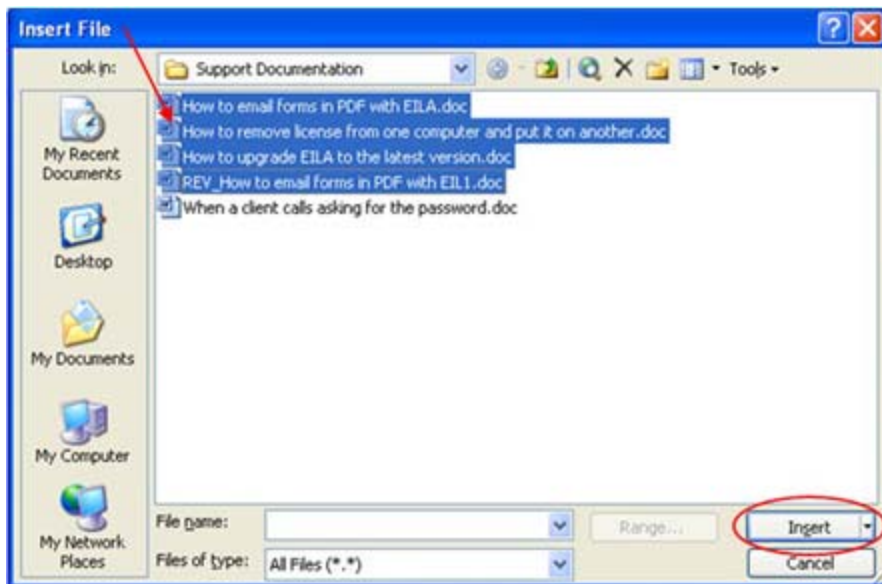 Insert File
Look in:
Support Documentation
Tools
My Recent
Documents
Desktop
My Documents
My Computer
My Network
Places
How to email forms in PDF with EILA.doc
How to remove license from one computer and put it on another.doc
How to upgrade EILA to the latest version.doc
REV_How to email forms in PDF with EIL1.doc
When a client calls asking for the password.doc
File name:
Range...
Insert
Files of type:
All Files (*.*)
Cancel